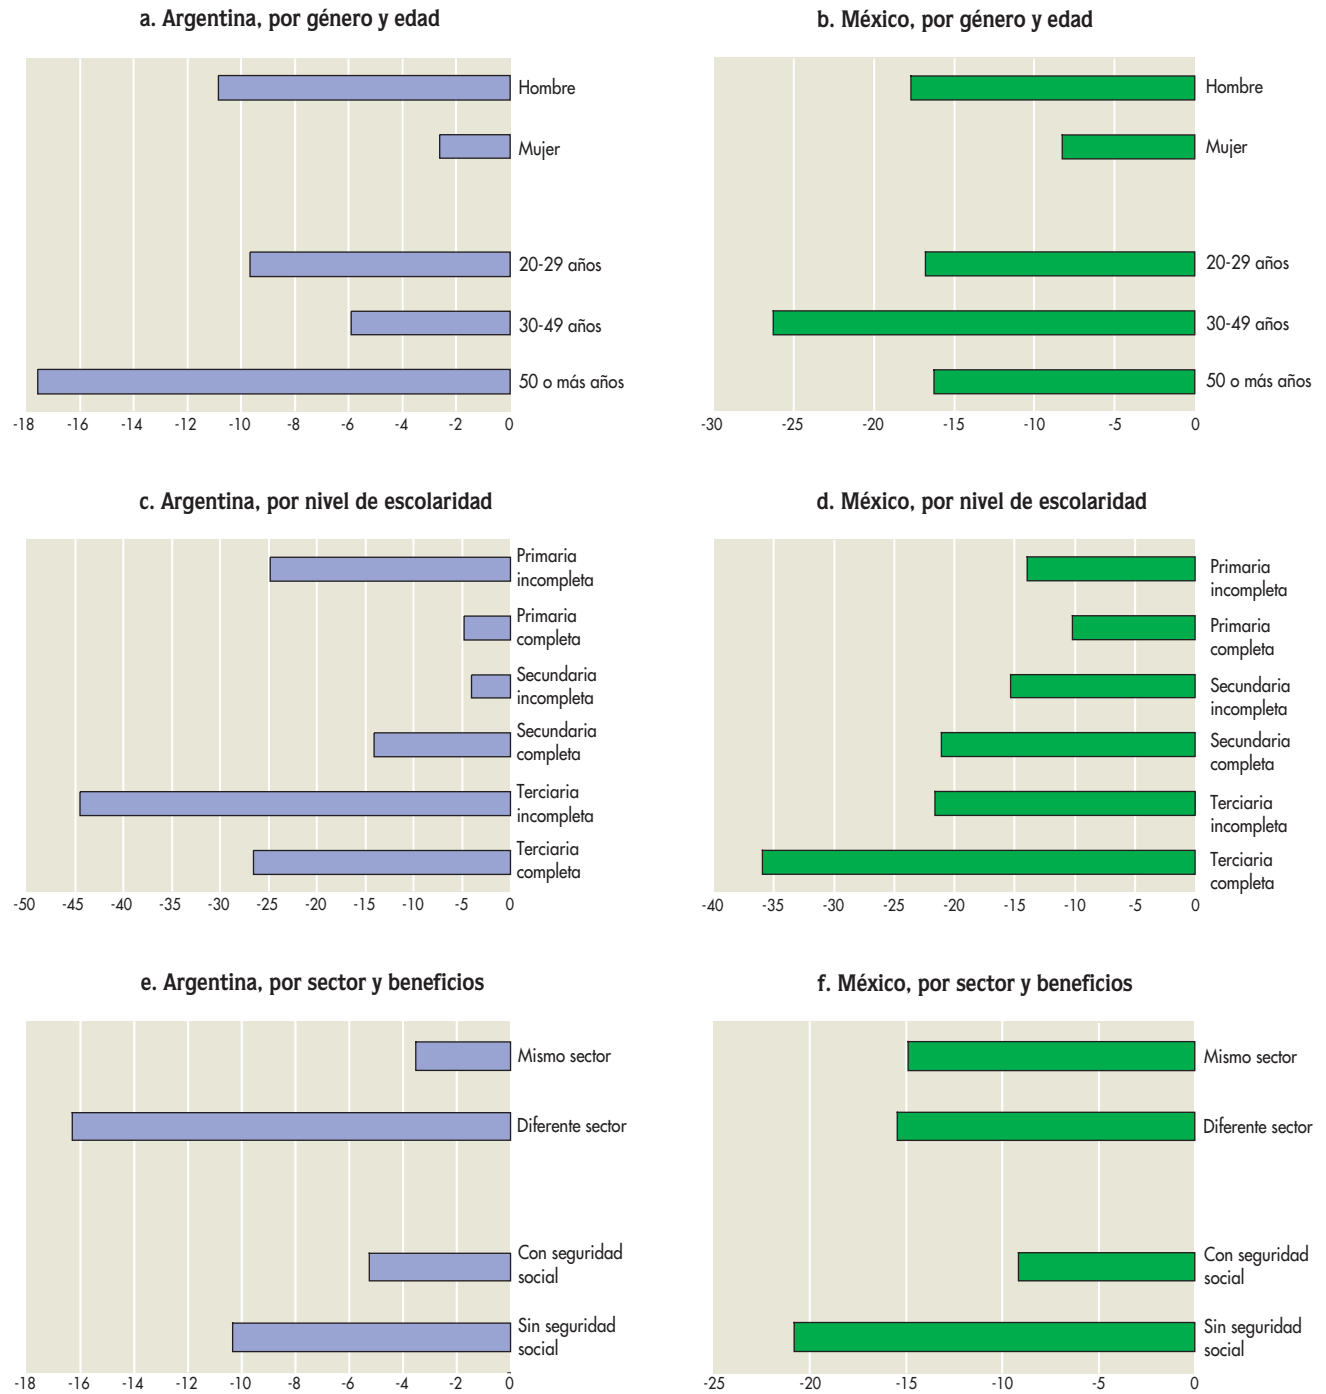 a. Argentina, por género y edad
Hombre
Mujer
20-29 años
30-49 años
50 o más años
-18 -16 -14 -12 -10 -8 -6 -4 -2 0
b. México, por género y edad
Hombre
Mujer
20-29 años
30-49 años
50 o más años
-30 -25 -20 -15 -10 -5 0
c. Argentina, por nivel de escolaridad
Primaria
incompleta
Primaria
completa
Secundaria
incompleta
Secundaria
completa
Terciaria
incompleta
Terciaria
completa
-50 -45 -40 -35 -30 -25 -20 -15 -10 -5 0
d. México, por nivel de escolaridad
Primaria
incompleta
Primaria
completa
Secundaria
incompleta
Secundaria
completa
Terciaria
incompleta
Terciaria
completa
-40 -35 -30 -25 -20 -15 -10 -5 0
e. Argentina, por sector y beneficios
Mismo sector
Diferente sector
Con seguridad
social
Sin seguridad
social
-18 -16 -14 -12 -10 -8 -6 -4 -2 0
f. México, por sector y beneficios
Mismo sector
Diferente sector
Con seguridad
social
Sin seguridad
social
-25 -20 -15 -10 -5 0